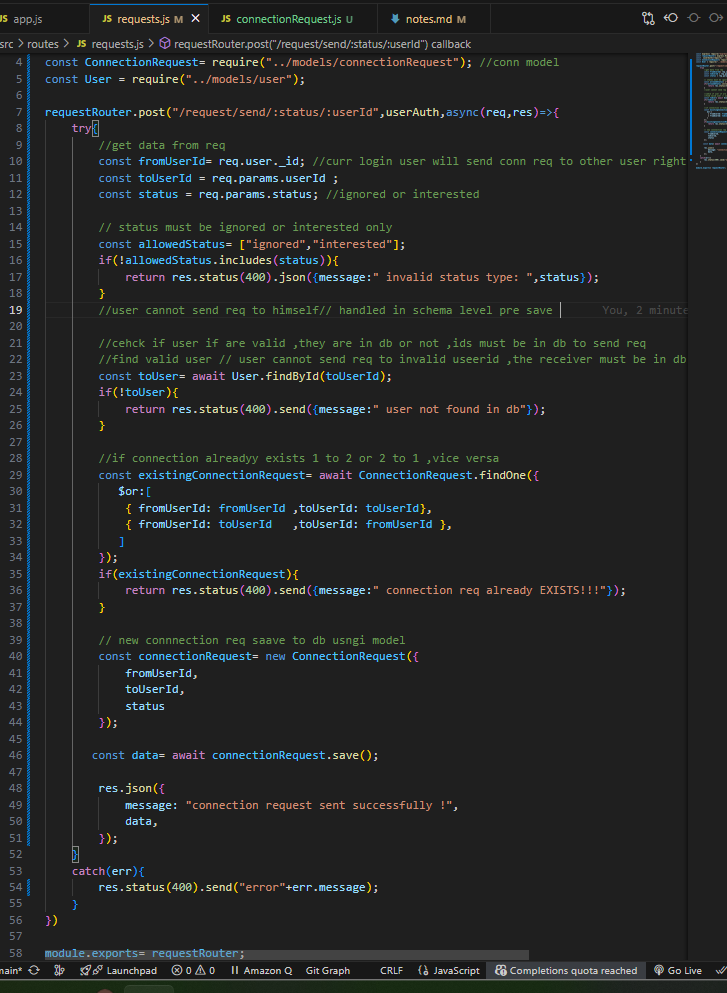 JS app.js
JS requests.js M ×
JS connectionRequest.js U
notes.md M
src > routes > JS requests.js > requestRouter.post("/request/send/:status/:userId") callback
4 const ConnectionRequest= require("../models/connectionRequest"); //conn model
5 const User = require("../models/user");
6
7 requestRouter.post("/request/send/:status/:userId",userAuth,async(req,res)=>{
8 try{
9 //get data from req
10 const fromUserId= req.user._id; //curr login user will send conn req to other user right
11 const toUserId = req.params.userId ;
12 const status = req.params.status; //ignored or interested
13
14 // status must be ignored or interested only
15 const allowedStatus= ["ignored","interested"];
16 if(!allowedStatus.includes(status)){
17 return res.status(400).json({message:" invalid status type: ",status});
18 }
19 //user cannot send req to himself// handled in schema level pre save You, 2 minute
20
21 //cehck if user if are valid ,they are in db or not ,ids must be in db to send req
22 //find valid user // user cannot send req to invalid userid ,the receiver must be in db
23 const toUser= await User.findById(toUserId);
24 if(!toUser){
25 return res.status(400).send({message:" user not found in db"});
26 }
27
28 //if connection alreadyy exists 1 to 2 or 2 to 1 ,vice versa
29 const existingConnectionRequest= await ConnectionRequest.findOne({
30 $or:[
31 { fromUserId: fromUserId ,toUserId: toUserId},
32 { fromUserId: toUserId ,toUserId: fromUserId },
33 ]
34 });
35 if(existingConnectionRequest){
36 return res.status(400).send({message:" connection req already EXISTS!!!"});
37 }
38
39 // new connnection req saave to db usngi model
40 const connectionRequest= new ConnectionRequest({
41 fromUserId,
42 toUserId,
43 status
44 });
45
46 const data= await connectionRequest.save();
47
48 res.json({
49 message: "connection request sent successfully !",
50 data,
51 });
52 }
53 catch(err){
54 res.status(400).send("error"+err.message);
55 }
56 })
57
58 module.exports= requestRouter;
main* Launchpad 0 0 Amazon Q Git Graph CRLF {} JavaScript Completions quota reached Go Live